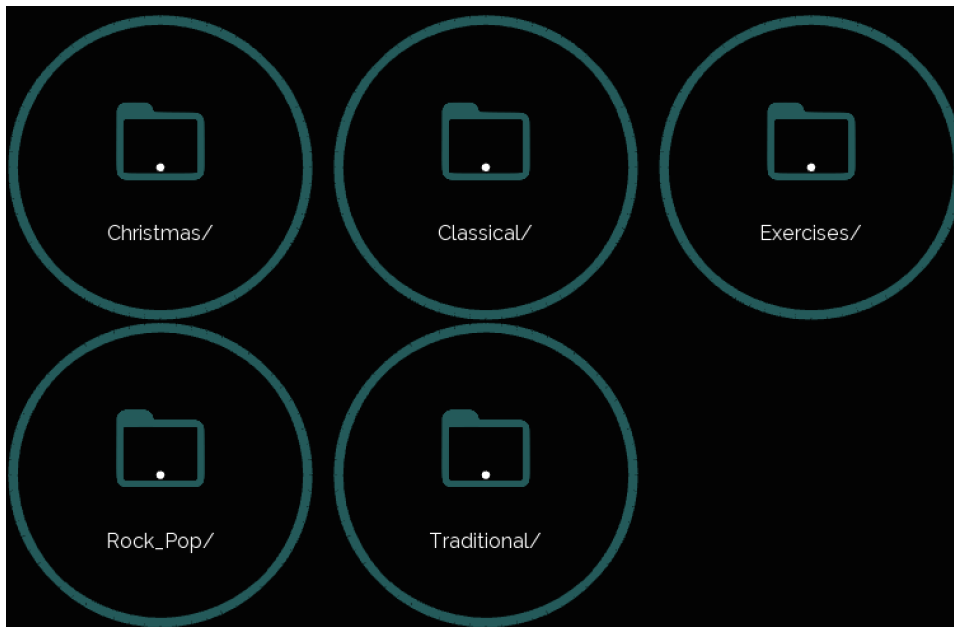 Christmas/
Classical/
Exercises/
Rock_Pop/
Traditional/